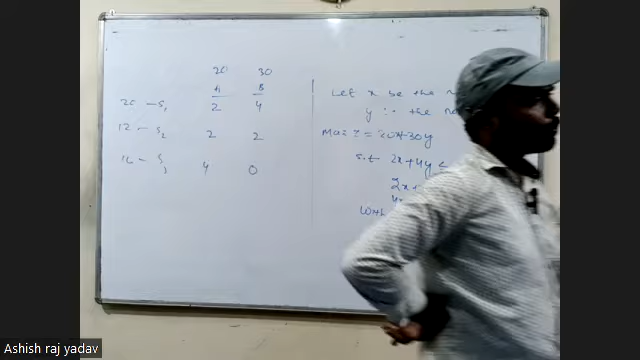 20 30
A B
20 - S1 2 4
12 - S2 2 2
16 - S3 4 0
Let x be the
y :- the
Max Z = 20x+30y
s.t 2x+4y ≤
2x+
4x
with
Ashish raj yadav